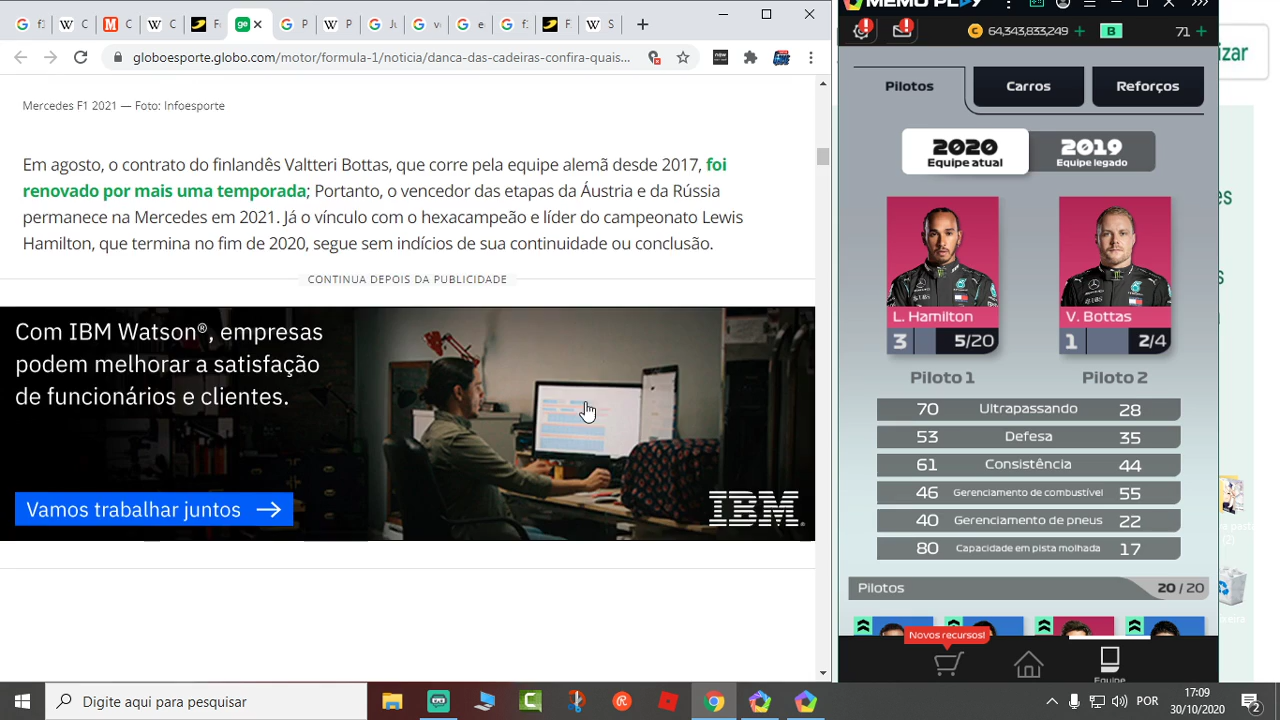 globoesporte.globo.com/motor/formula-1/noticia/danca-das-cadeiras-confira-quais...
Mercedes F1 2021 — Foto: Infoesporte
Em agosto, o contrato do finlandês Valtteri Bottas, que corre pela equipe alemã desde 2017, foi
renovado por mais uma temporada; Portanto, o vencedor das etapas da Áustria e da Rússia
permanece na Mercedes em 2021. Já o vínculo com o hexacampeão e líder do campeonato Lewis
Hamilton, que termina no fim de 2020, segue sem indícios de sua continuidade ou conclusão.
CONTINUA DEPOIS DA PUBLICIDADE
Com IBM Watson®, empresas
podem melhorar a satisfação
de funcionários e clientes.
Vamos trabalhar juntos →
IBM
MEMU PLAY
64,343,833,249 +
B 71 +
Pilotos
Carros
Reforços
2020
Equipe atual
2019
Equipe legado
L. Hamilton
3 5/20
V. Bottas
1 2/4
Piloto 1
Piloto 2
70 Ultrapassando 28
53 Defesa 35
61 Consistência 44
46 Gerenciamento de combustível 55
40 Gerenciamento de pneus 22
80 Capacidade em pista molhada 17
Pilotos 20 / 20
Novos recursos!
Equipe
izar
Digite aqui para pesquisar
POR
17:09
30/10/2020
2